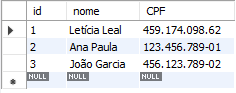 id nome CPF
1 Letícia Leal 459.174.098.62
2 Ana Paula 123.456.789-01
3 João Garcia 456.123.789-02
NULL NULL NULL